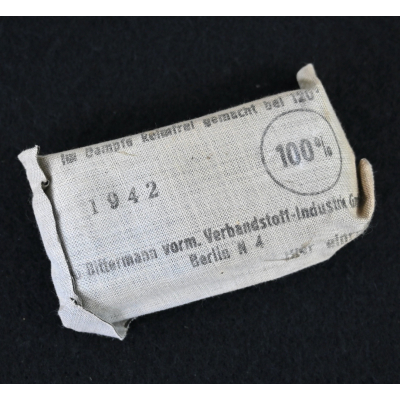 Im Dampfe keimfrei gemacht bei 120°
100%
1942
Bittermann vorm. Verbandstoff-Industrie G
Berlin N 4